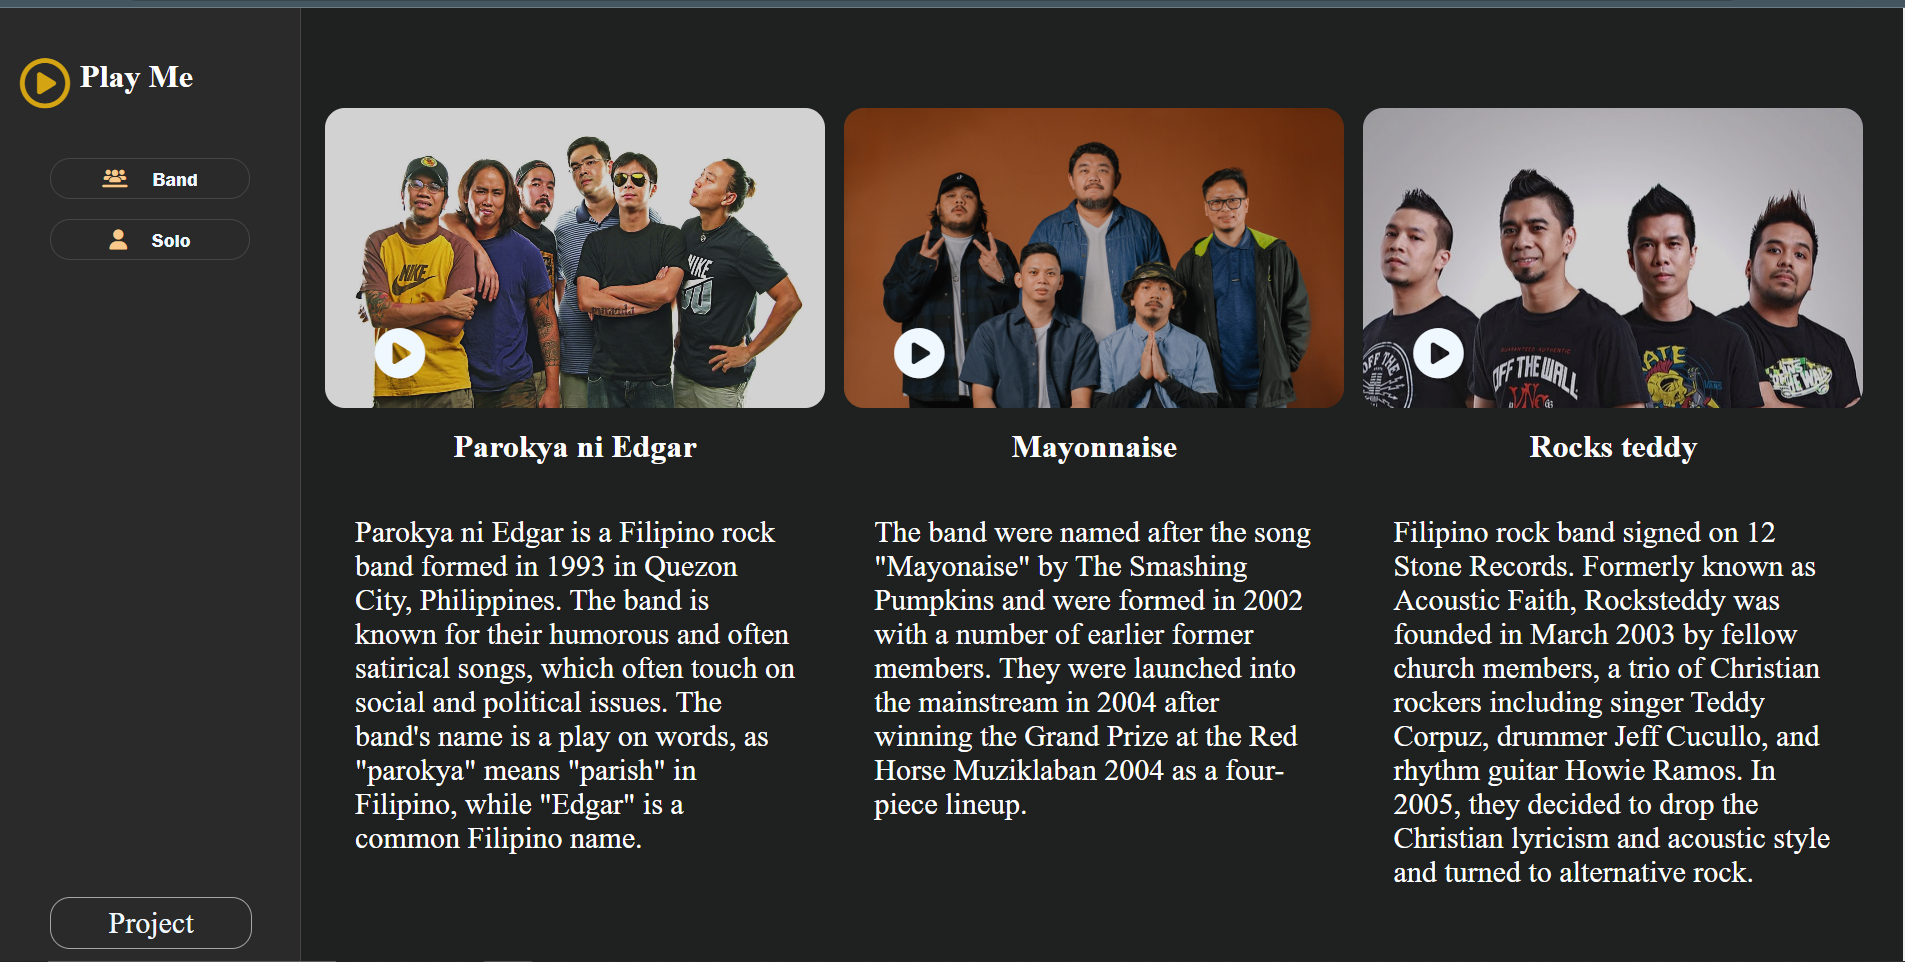 Play Me
Band
Solo
Project
NIKE
NIKE
OFF THE
OFF THE WALL
Parokya ni Edgar
Parokya ni Edgar is a Filipino rock
band formed in 1993 in Quezon
City, Philippines. The band is
known for their humorous and often
satirical songs, which often touch on
social and political issues. The
band's name is a play on words, as
"parokya" means "parish" in
Filipino, while "Edgar" is a
common Filipino name.
Mayonnaise
The band were named after the song
"Mayonaise" by The Smashing
Pumpkins and were formed in 2002
with a number of earlier former
members. They were launched into
the mainstream in 2004 after
winning the Grand Prize at the Red
Horse Muziklaban 2004 as a four-
piece lineup.
Rocks teddy
Filipino rock band signed on 12
Stone Records. Formerly known as
Acoustic Faith, Rocksteddy was
founded in March 2003 by fellow
church members, a trio of Christian
rockers including singer Teddy
Corpuz, drummer Jeff Cucullo, and
rhythm guitar Howie Ramos. In
2005, they decided to drop the
Christian lyricism and acoustic style
and turned to alternative rock.